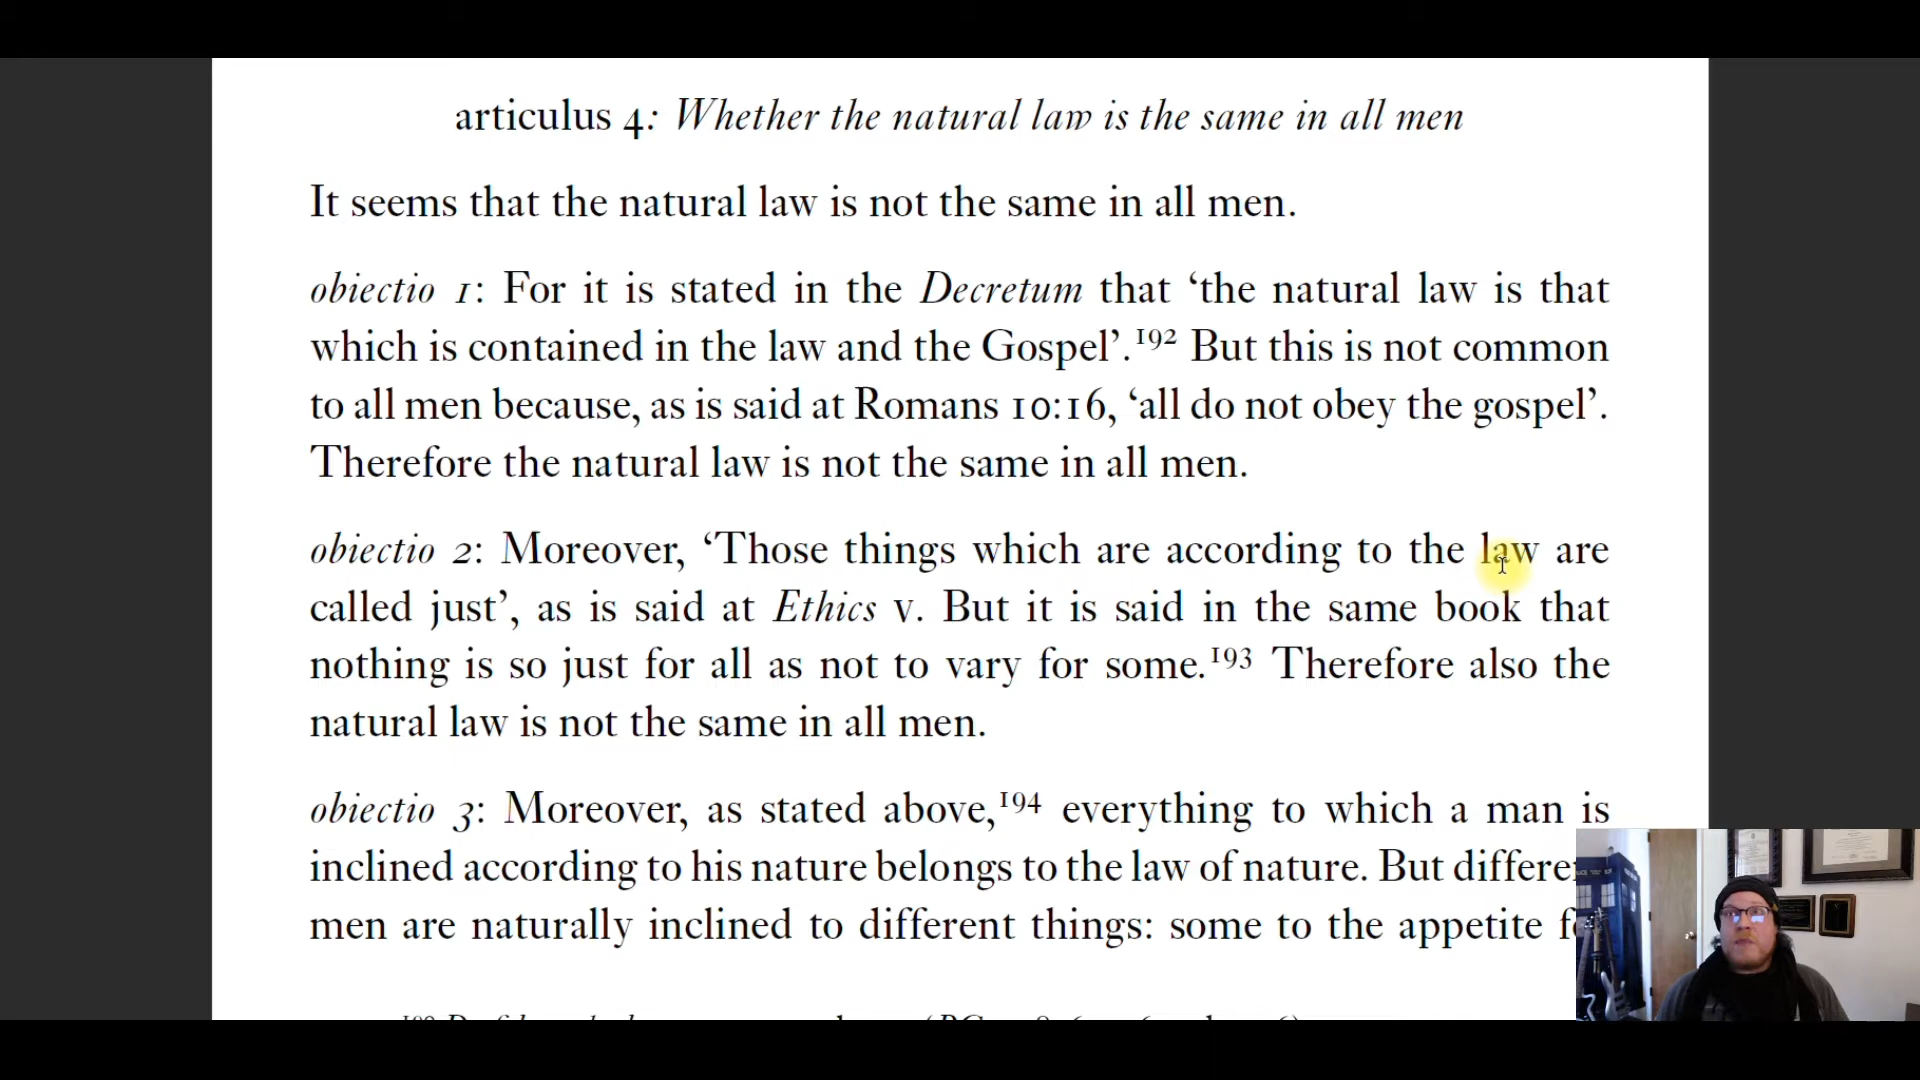 articulus 4: Whether the natural law is the same in all men
It seems that the natural law is not the same in all men.
obiectio 1: For it is stated in the Decretum that ‘the natural law is that
which is contained in the law and the Gospel’.192 But this is not common
to all men because, as is said at Romans 10:16, ‘all do not obey the gospel’.
Therefore the natural law is not the same in all men.
obiectio 2: Moreover, ‘Those things which are according to the law are
called just’, as is said at Ethics v. But it is said in the same book that
nothing is so just for all as not to vary for some.193 Therefore also the
natural law is not the same in all men.
obiectio 3: Moreover, as stated above,194 everything to which a man is
inclined according to his nature belongs to the law of nature. But
men are naturally inclined to different things: some to the appetite